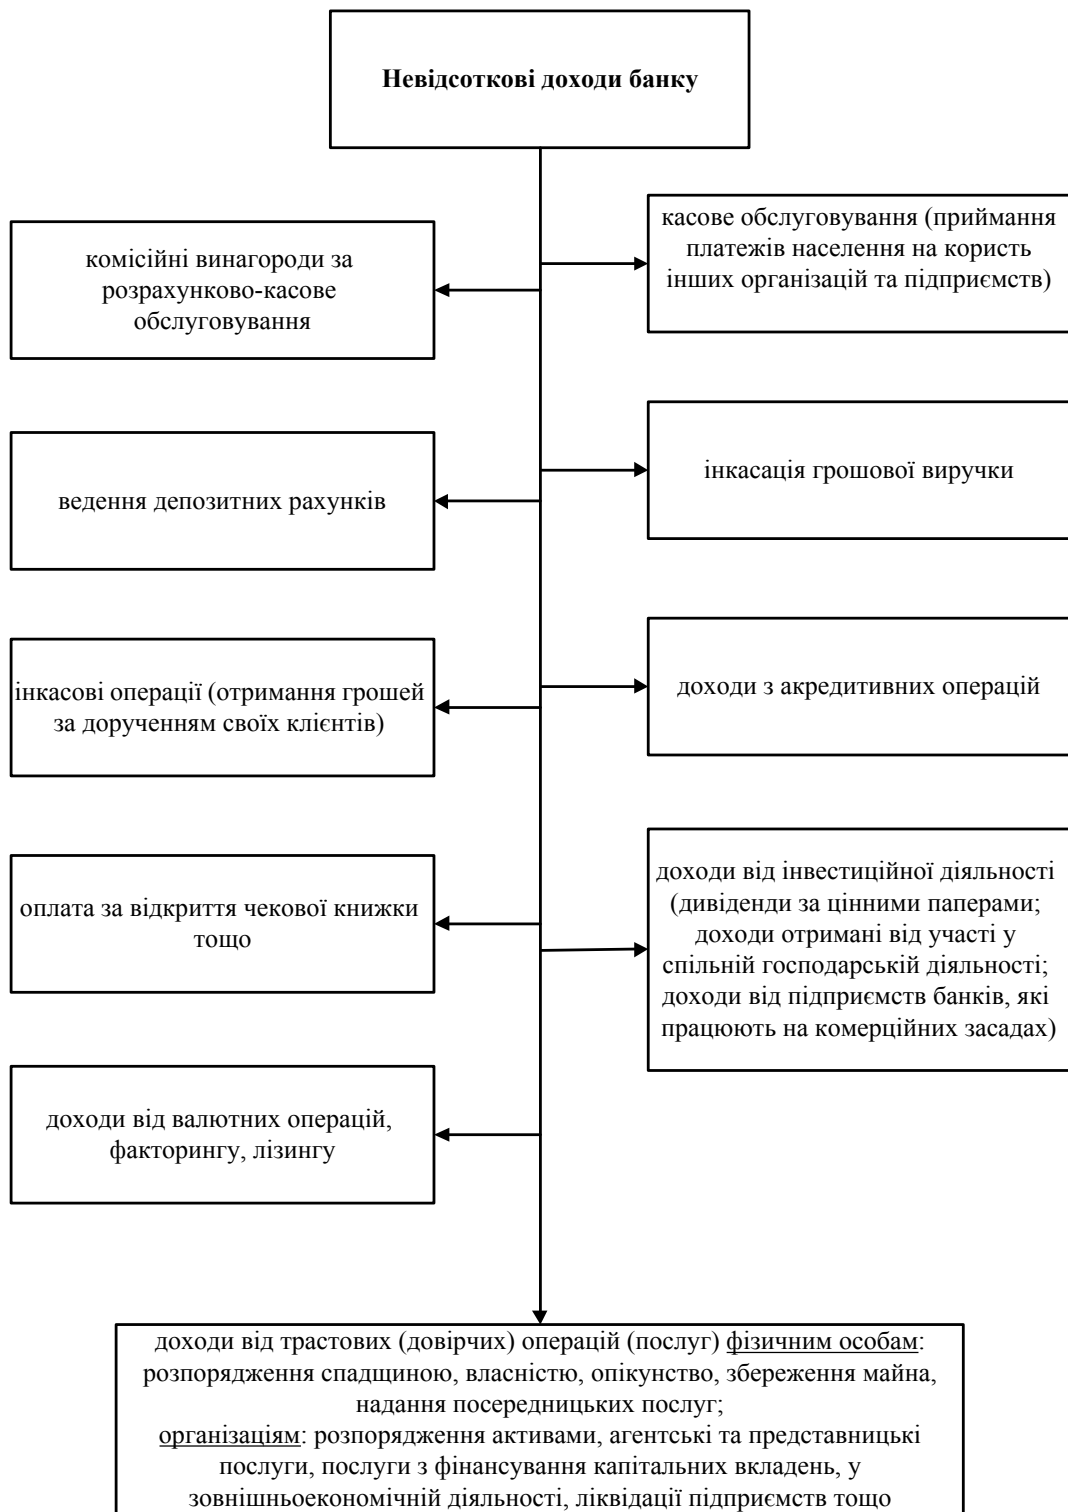 Невідсоткові доходи банку
комісійні винагороди за
розрахунково-касове
обслуговування
касове обслуговування (приймання
платежів населення на користь
інших організацій та підприємств)
ведення депозитних рахунків
інкасація грошової виручки
інкасові операції (отримання грошей
за дорученням своїх клієнтів)
доходи з акредитивних операцій
оплата за відкриття чекової книжки
тощо
доходи від інвестиційної діяльності
(дивіденди за цінними паперами;
доходи отримані від участі у
спільній господарській діяльності;
доходи від підприємств банків, які
працюють на комерційних засадах)
доходи від валютних операцій,
факторингу, лізингу
доходи від трастових (довірчих) операцій (послуг) фізичним особам:
розпорядження спадщиною, власністю, опікунство, збереження майна,
надання посередницьких послуг;
організаціям: розпорядження активами, агентські та представницькі
послуги, послуги з фінансування капітальних вкладень, у
зовнішньоекономічній діяльності, ліквідації підприємств тощо